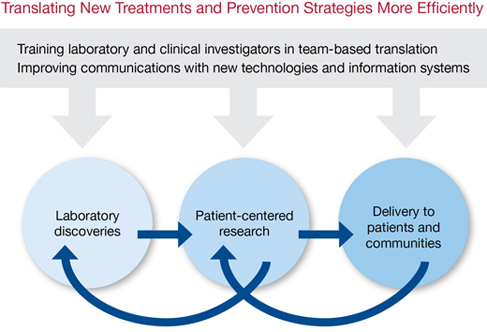 Translating New Treatments and Prevention Strategies More Efficiently
Training laboratory and clinical investigators in team-based translation
Improving communications with new technologies and information systems
Laboratory
discoveries
Patient-centered
research
Delivery to
patients and
communities